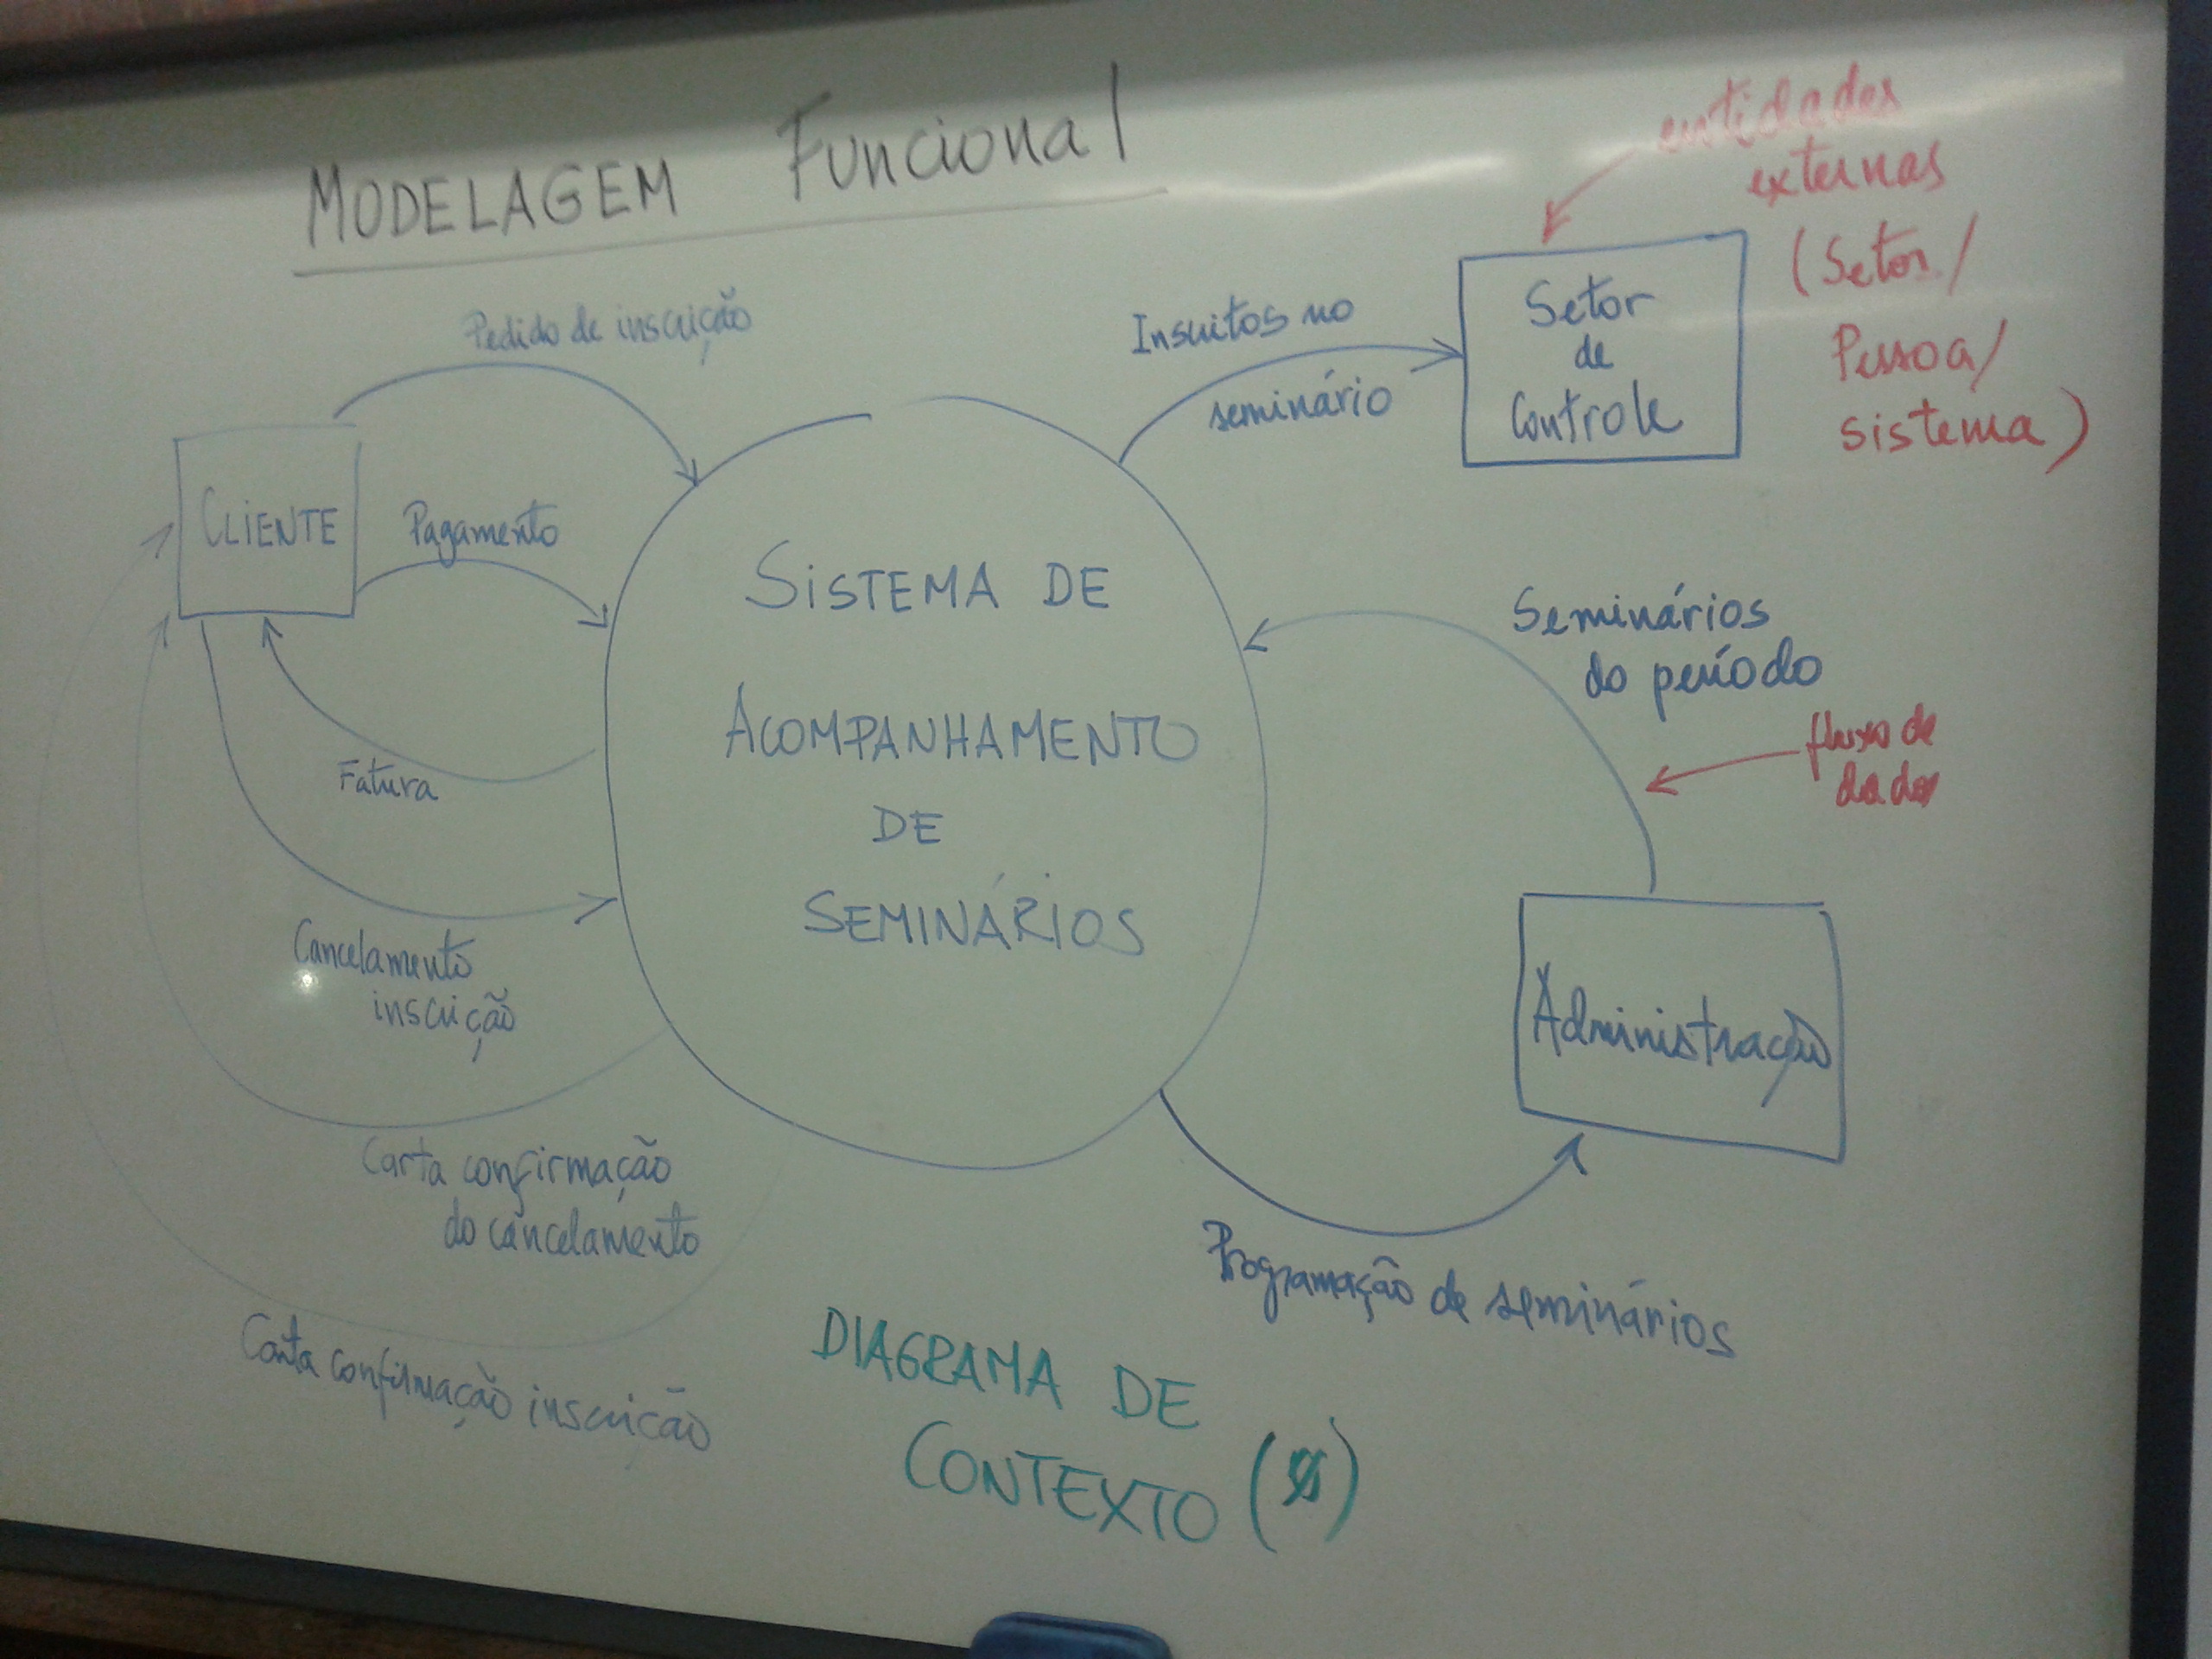 MODELAGEM Funcional
entidades
externas
(Setor/
Pessoa/
sistema)
Pedido de inscrição
Inscritos no
seminário
Setor
de
Controle
CLIENTE
Pagamento
Fatura
Cancelamento
inscrição
SISTEMA DE
ACOMPANHAMENTO
DE
SEMINÁRIOS
Seminários
do período
fluxo de
dados
Administração
Carta confirmação
do cancelamento
Carta confirmação inscrição
Programação de seminários
DIAGRAMA DE
CONTEXTO